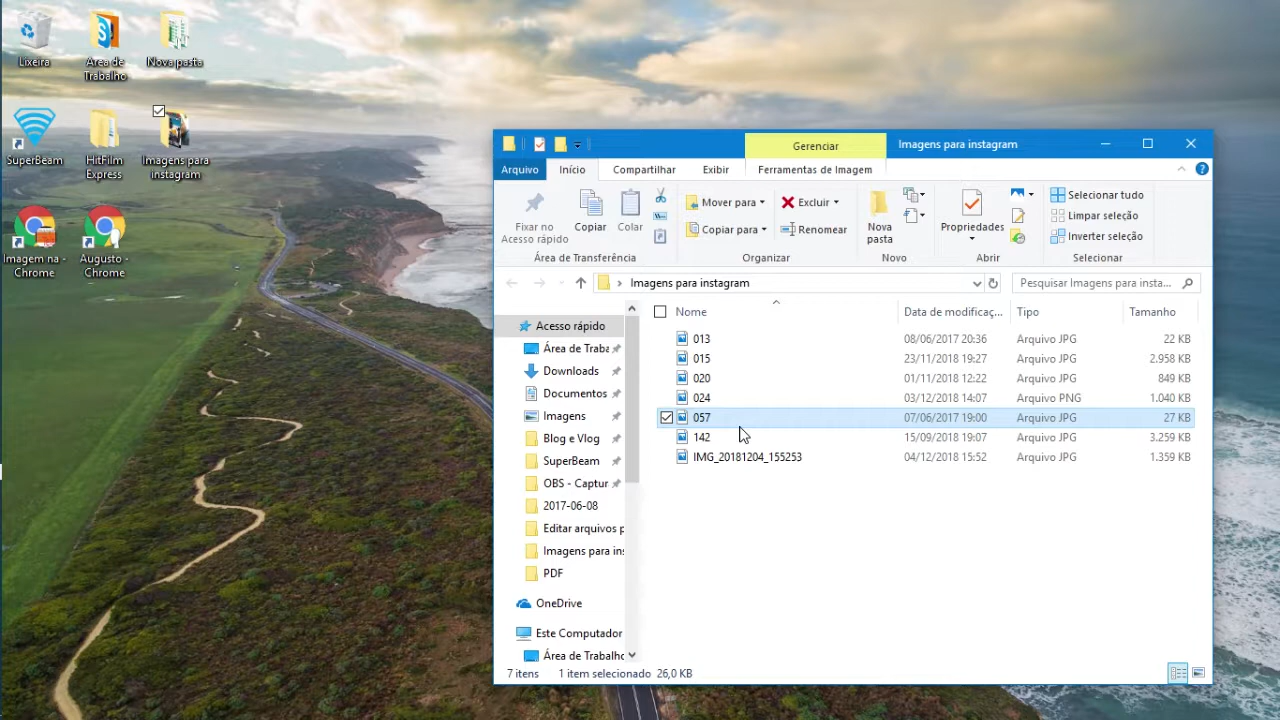 Lixeira
Área de
Trabalho
Nova pasta
SuperBeam
HitFilm
Express
Imagens para
instagram
Imagem na -
Chrome
Augusto -
Chrome
Gerenciar
Imagens para instagram
Arquivo
Início
Compartilhar
Exibir
Ferramentas de Imagem
Fixar no
Acesso rápido
Copiar
Colar
Área de Transferência
Mover para
Copiar para
Excluir
Renomear
Organizar
Nova
pasta
Novo
Propriedades
Abrir
Selecionar tudo
Limpar seleção
Inverter seleção
Selecionar
Imagens para instagram
Pesquisar Imagens para insta...
Acesso rápido
Área de Traba
Downloads
Documentos
Imagens
Blog e Vlog
SuperBeam
OBS - Captur
2017-06-08
Editar arquivos p
Imagens para ins
PDF
OneDrive
Este Computador
Área de Trabalho
Nome Data de modificaç... Tipo Tamanho
013 08/06/2017 20:36 Arquivo JPG 22 KB
015 23/11/2018 19:27 Arquivo JPG 2.958 KB
020 01/11/2018 12:22 Arquivo JPG 849 KB
024 03/12/2018 14:07 Arquivo PNG 1.040 KB
057 07/06/2017 19:00 Arquivo JPG 27 KB
142 15/09/2018 19:07 Arquivo JPG 3.259 KB
IMG_20181204_155253 04/12/2018 15:52 Arquivo JPG 1.359 KB
7 itens 1 item selecionado 26,0 KB